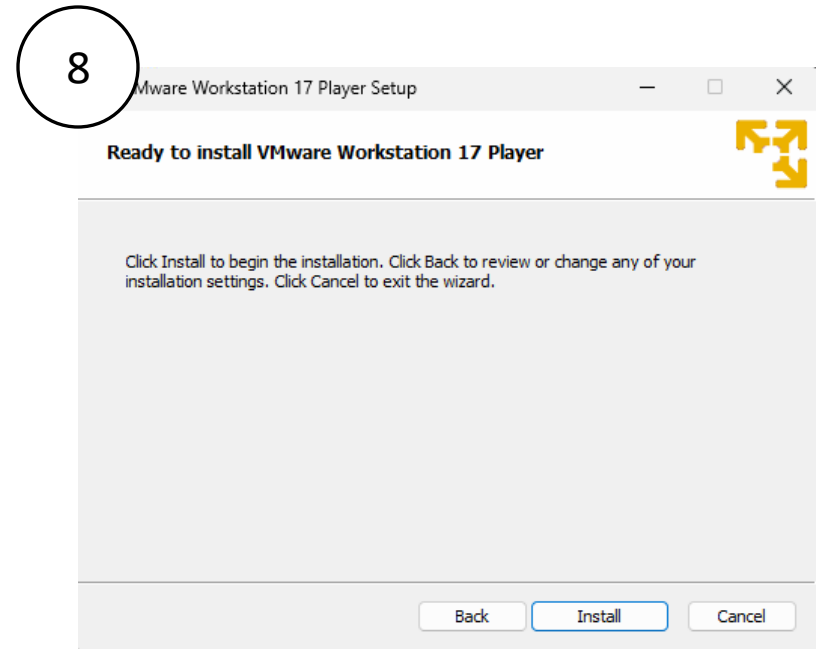 8
Mware Workstation 17 Player Setup
Ready to install VMware Workstation 17 Player
Click Install to begin the installation. Click Back to review or change any of your
installation settings. Click Cancel to exit the wizard.
Back
Install
Cancel